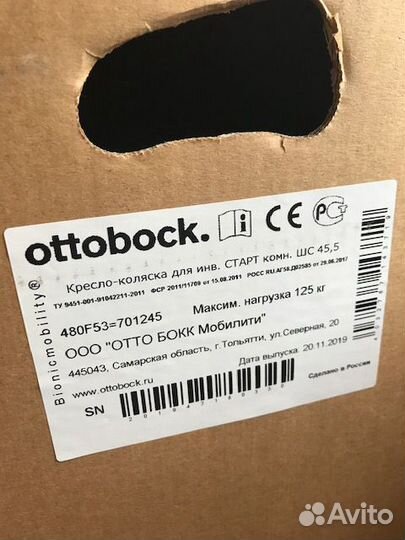 ottobock.
Bionicmobility®
Кресло-коляска для инв. СТАРТ комн. ШС 45,5
ТУ 9451-001-91042211-2011 ФСР 2011/11709 от 15.08.2011 РОСС RU.АГ58.Д02585 от 29.06.2017
480F53=701245 Максим. нагрузка 125 кг
ООО "ОТТО БОКК Мобилити"
445043, Самарская область, г.Тольятти, ул.Северная, 20
www.ottobock.ru Дата выпуска 20.11.2019
SN Сделано в России
Avito